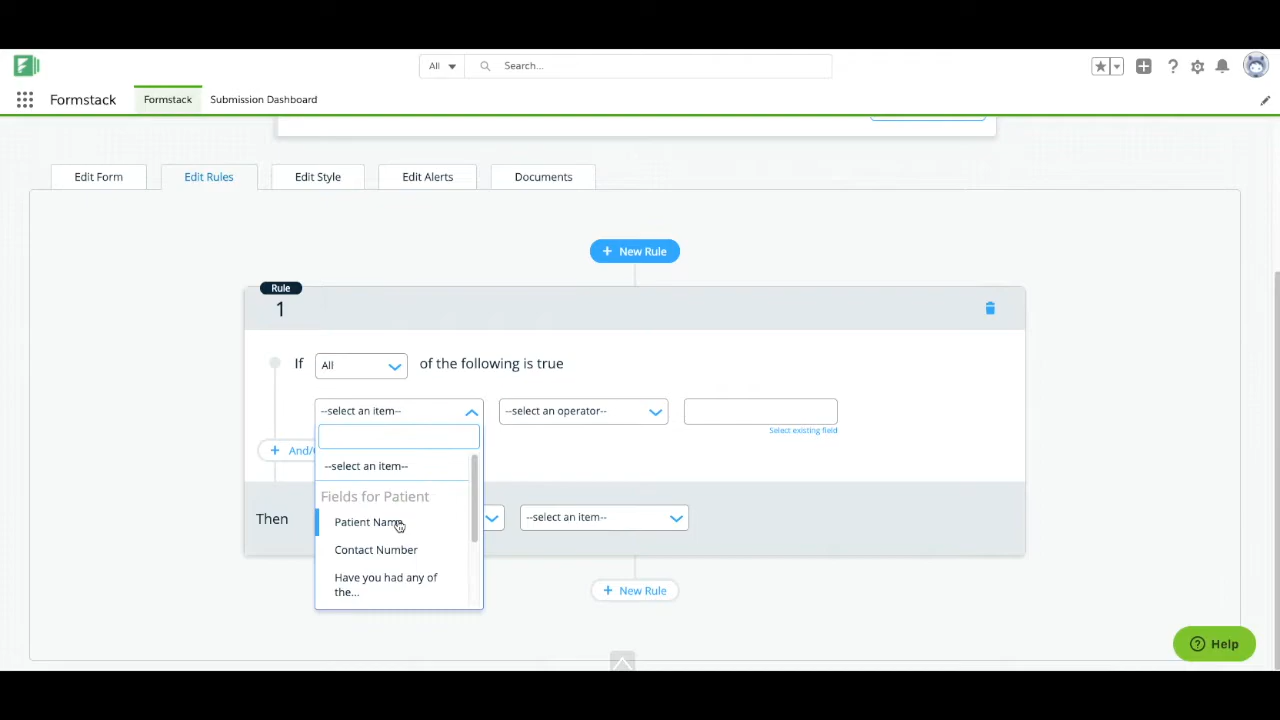 All
Search...
Formstack
Formstack
Submission Dashboard
Edit Form
Edit Rules
Edit Style
Edit Alerts
Documents
+ New Rule
Rule
1
If
All
of the following is true
--select an item--
--select an operator--
Select existing field
+ And/
--select an item--
Fields for Patient
Patient Name
Contact Number
Have you had any of
the...
Then
--select an item--
+ New Rule
? Help